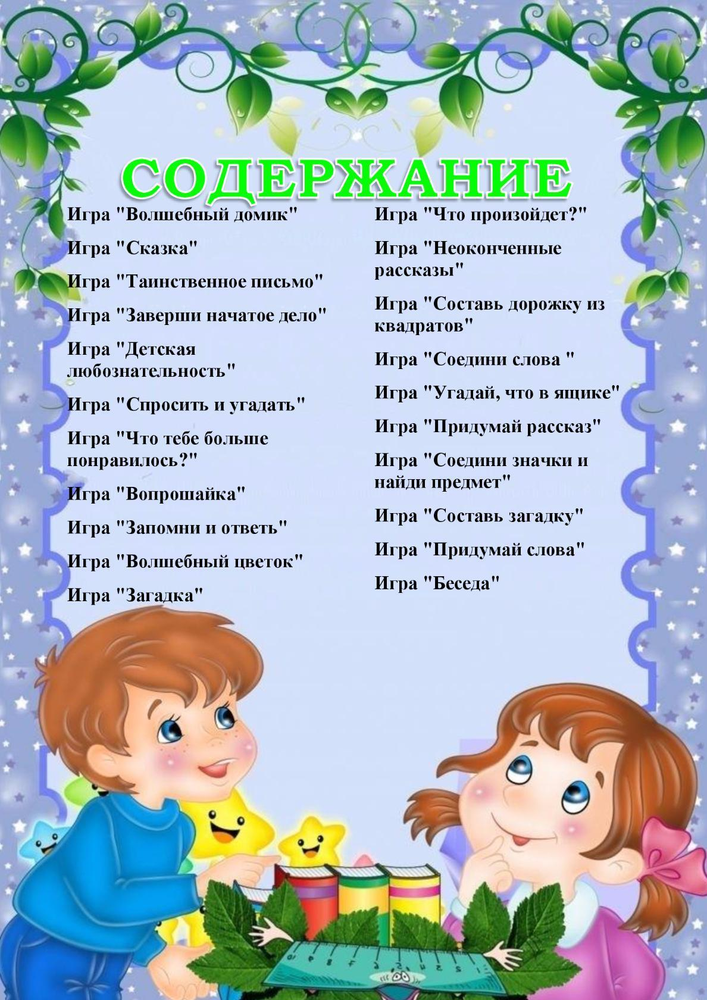 СОДЕРЖАНИЕ
Игра "Волшебный домик"
Игра "Сказка"
Игра "Таинственное письмо"
Игра "Заверши начатое дело"
Игра "Детская
любознательность"
Игра "Спросить и угадать"
Игра "Что тебе больше
понравилось?"
Игра "Вопрошайка"
Игра "Запомни и ответь"
Игра "Волшебный цветок"
Игра "Загадка"
Игра "Что произойдет?"
Игра "Неоконченные
рассказы"
Игра "Составь дорожку из
квадратов"
Игра "Соедини слова "
Игра "Угадай, что в ящике"
Игра "Придумай рассказ"
Игра "Соедини значки и
найди предмет"
Игра "Составь загадку"
Игра "Придумай слова"
Игра "Беседа"